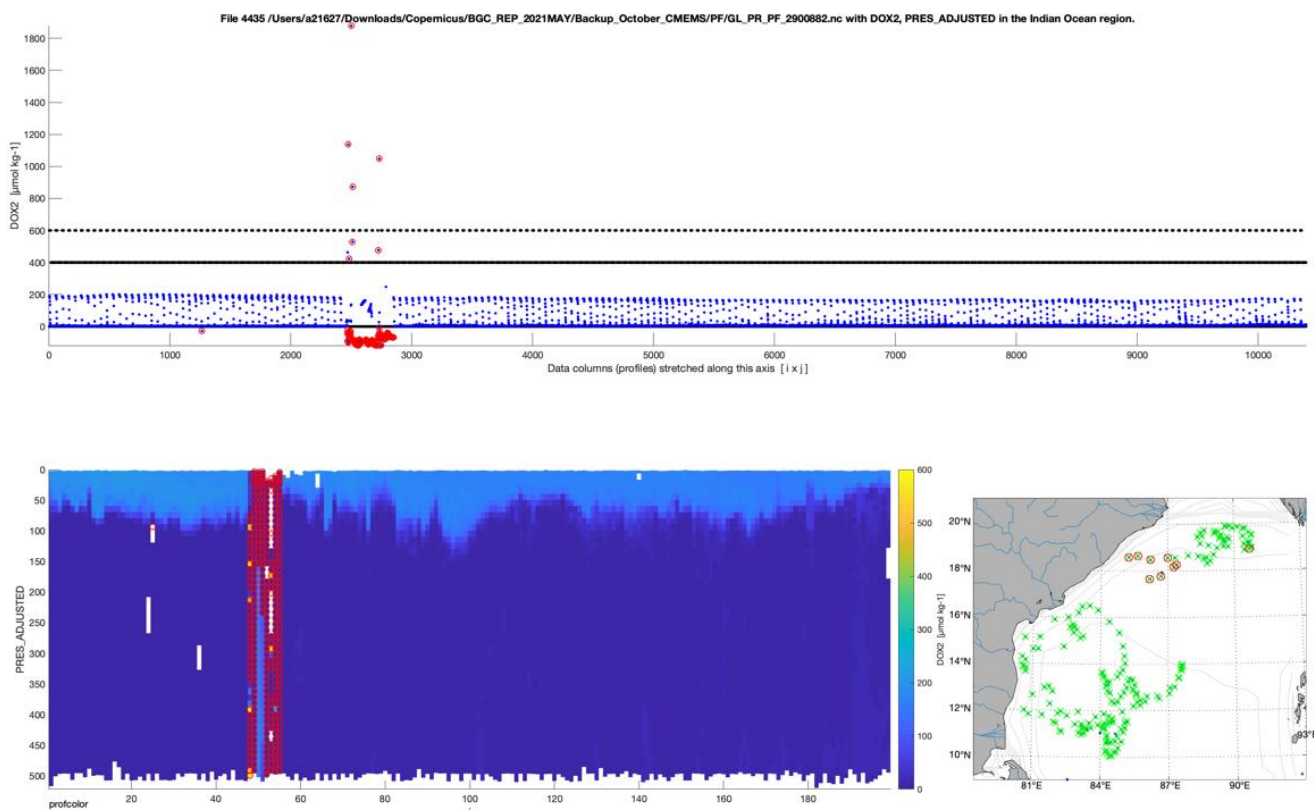 File 4435 /Users/a21627/Downloads/Copernicus/BGC_REP_2021MAY/Backup_October_CMEMS/PF/GL_PR_PF_2900882.nc with DOX2, PRES_ADJUSTED in the Indian Ocean region.
1800
1600
1400
1200
1000
800
600
400
200
0
DOX2 [μmol kg-1]
0 1000 2000 3000 4000 5000 6000 7000 8000 9000 10000
Data columns (profiles) stretched along this axis [ i x j ]
0
50
100
150
200
250
300
350
400
450
500
PRES_ADJUSTED
20 40 60 80 100 120 140 160 180
profcolor
600
500
400
300
200
100
0
DOX2 [μmol kg-1]
20°N
18°N
16°N
14°N
12°N
10°N
81°E 84°E 87°E 90°E
93°